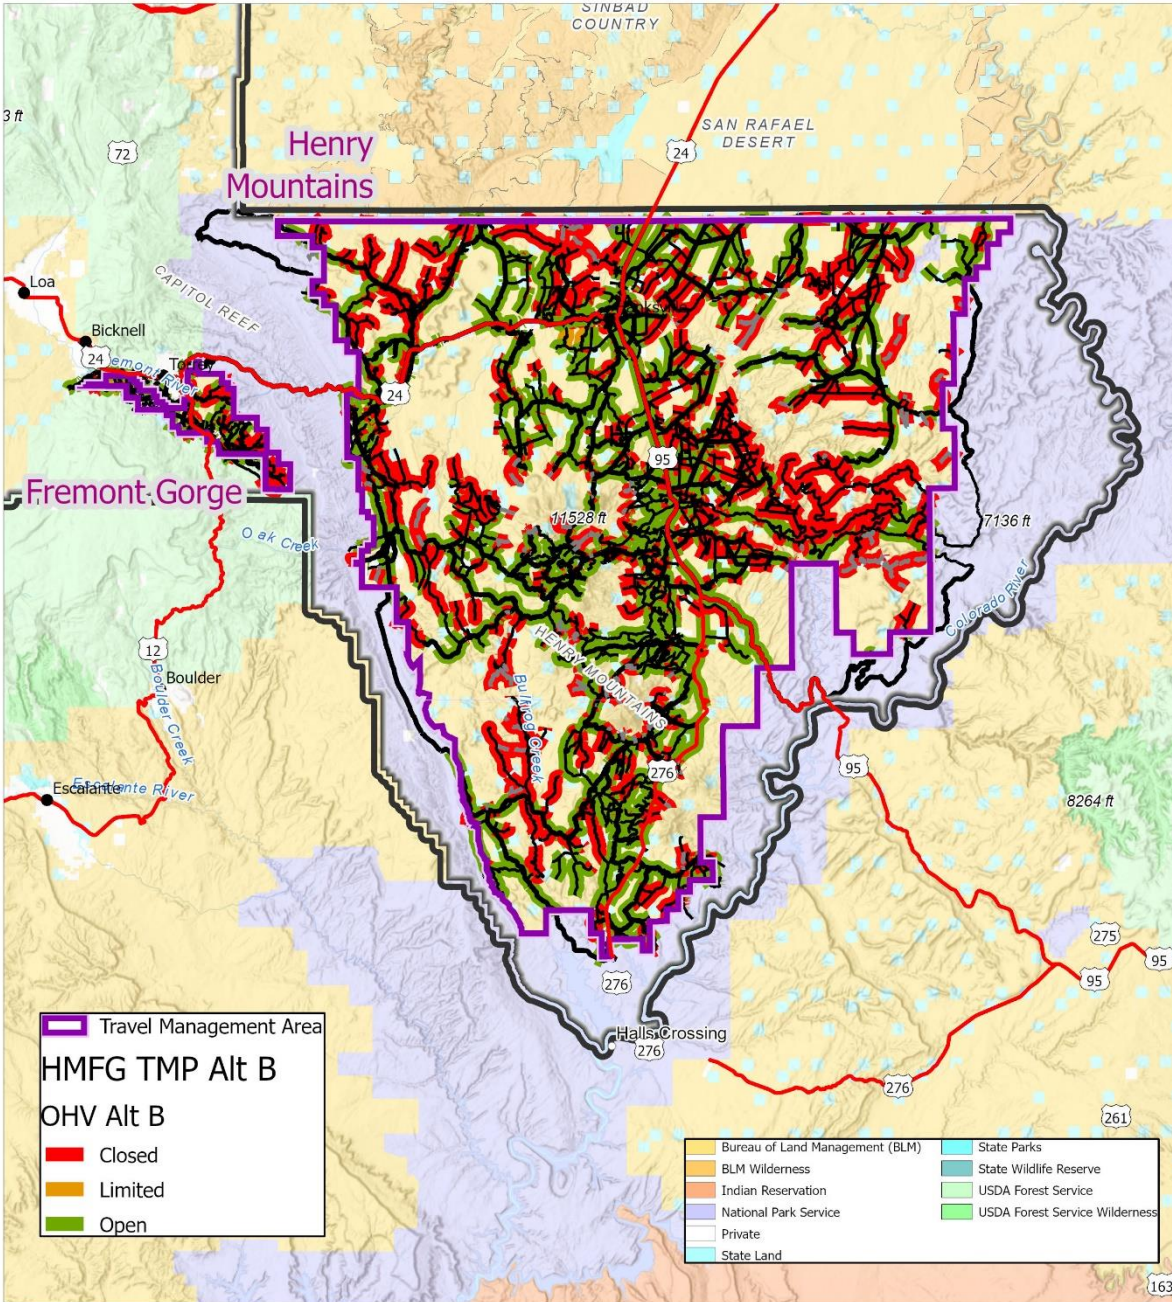 SINBAD
COUNTRY
3 ft
72
SAN RAFAEL
DESERT
24
Henry
Mountains
Loa
CAPITOL REEF
Bicknell
24
24
95
Fremont Gorge
11528 ft
7136 ft
Oak Creek
Colorado River
12
Boulder
Boulder Creek
HENRY MOUNTAINS
Bullfrog Creek
276
95
Escalante
Escalante River
8264 ft
275
95
95
276
Halls Crossing
276
276
261
163
Travel Management Area
HMFG TMP Alt B
OHV Alt B
Closed
Limited
Open
Bureau of Land Management (BLM)
BLM Wilderness
Indian Reservation
National Park Service
Private
State Land
State Parks
State Wildlife Reserve
USDA Forest Service
USDA Forest Service Wilderness